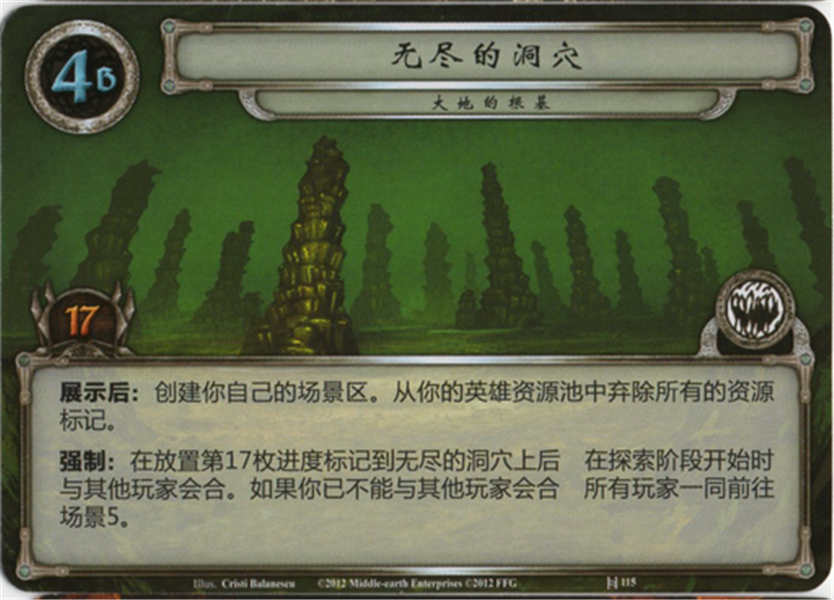 4B
无尽的洞穴
大地的根基
17
展示后：创建你自己的场景区。从你的英雄资源池中弃除所有的资源
标记。
强制：在放置第17枚进度标记到无尽的洞穴上后 在探索阶段开始时
与其他玩家会合。如果你已不能与其他玩家会合 所有玩家一同前往
场景5。
Illus. Cristi Balanescu ©2012 Middle-earth Enterprises ©2012 FFG 115